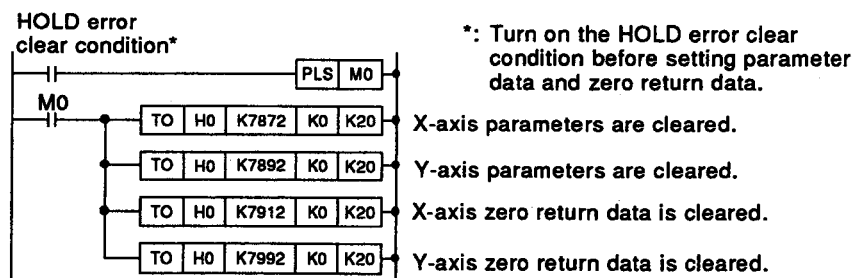 HOLD error
clear condition*
*: Turn on the HOLD error clear
condition before setting parameter
data and zero return data.
PLS M0
M0
TO H0 K7872 K0 K20 X-axis parameters are cleared.
TO H0 K7892 K0 K20 Y-axis parameters are cleared.
TO H0 K7912 K0 K20 X-axis zero return data is cleared.
TO H0 K7992 K0 K20 Y-axis zero return data is cleared.